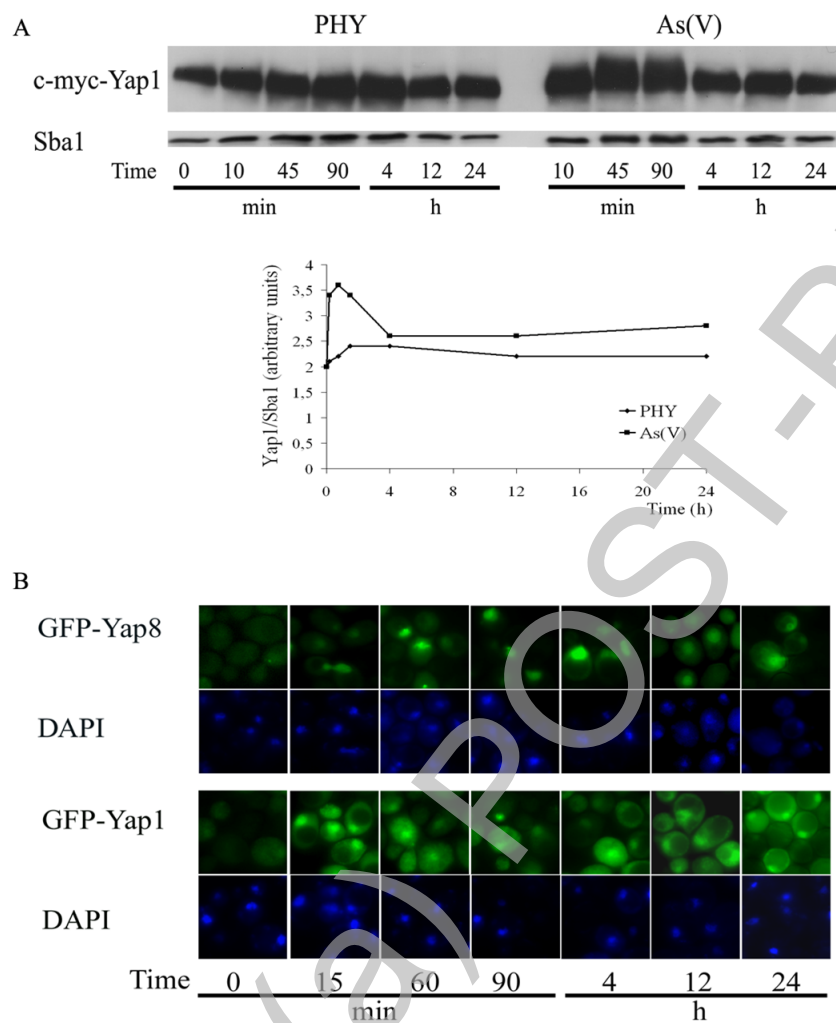 A
PHY As(V)
c-myc-Yap1
Sba1
Time 0 10 45 90 4 12 24 10 45 90 4 12 24
min h min h
Yap1/Sba1 (arbitrary units)
4
3,5
3
2,5
2
1,5
1
0,5
0
PHY
As(V)
0 4 8 12 16 20 24
Time (h)
B
GFP-Yap8
DAPI
GFP-Yap1
DAPI
Time 0 15 60 90 4 12 24
min h
a) POST-